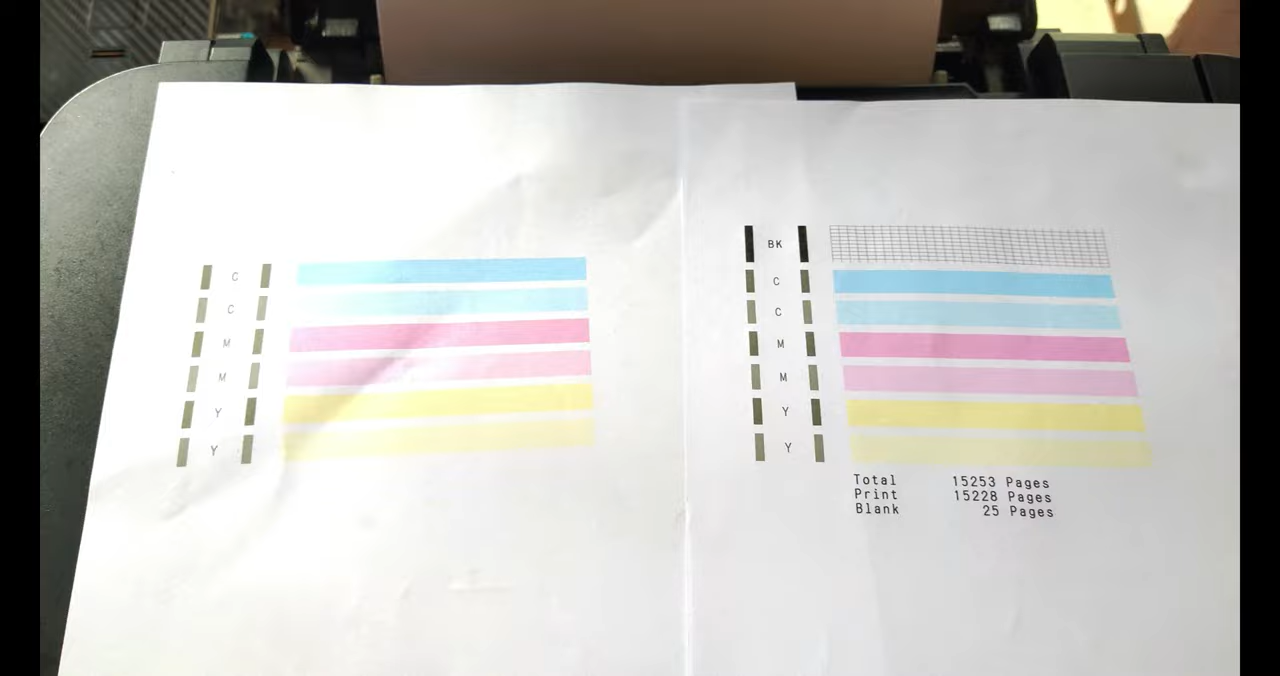 C
C
M
M
Y
Y
BK
C
C
M
M
Y
Y
Total 15253 Pages
Print 15228 Pages
Blank 25 Pages